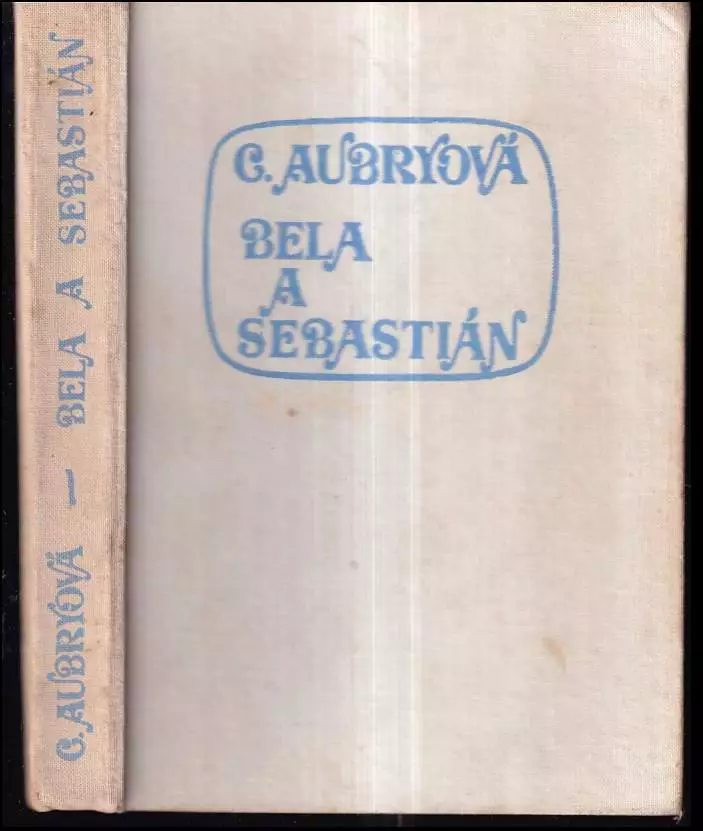 C. AUBRYOVÁ — BELA A SEBASTIÁN
C. AUBRYOVÁ
BELA
A
SEBASTIÁN